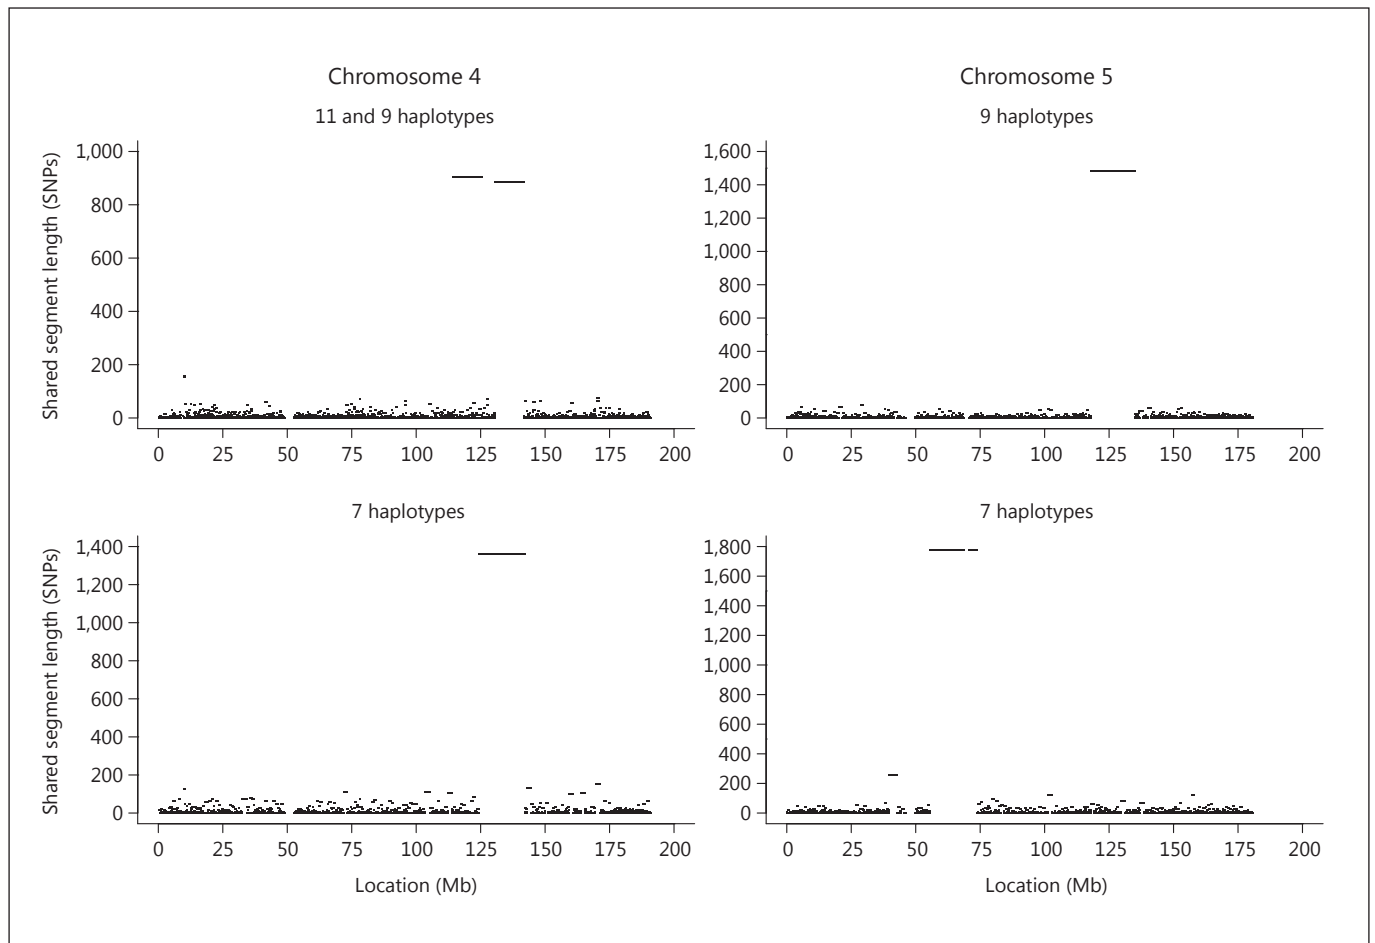 Chromosome 4
11 and 9 haplotypes
Shared segment length (SNPs)
1,000
800
600
400
200
0
0 25 50 75 100 125 150 175 200
Chromosome 5
9 haplotypes
1,600
1,400
1,200
1,000
800
600
400
200
0
0 25 50 75 100 125 150 175 200
7 haplotypes
Shared segment length (SNPs)
1,400
1,200
1,000
800
600
400
200
0
0 25 50 75 100 125 150 175 200
Location (Mb)
7 haplotypes
1,800
1,600
1,400
1,200
1,000
800
600
400
200
0
0 25 50 75 100 125 150 175 200
Location (Mb)